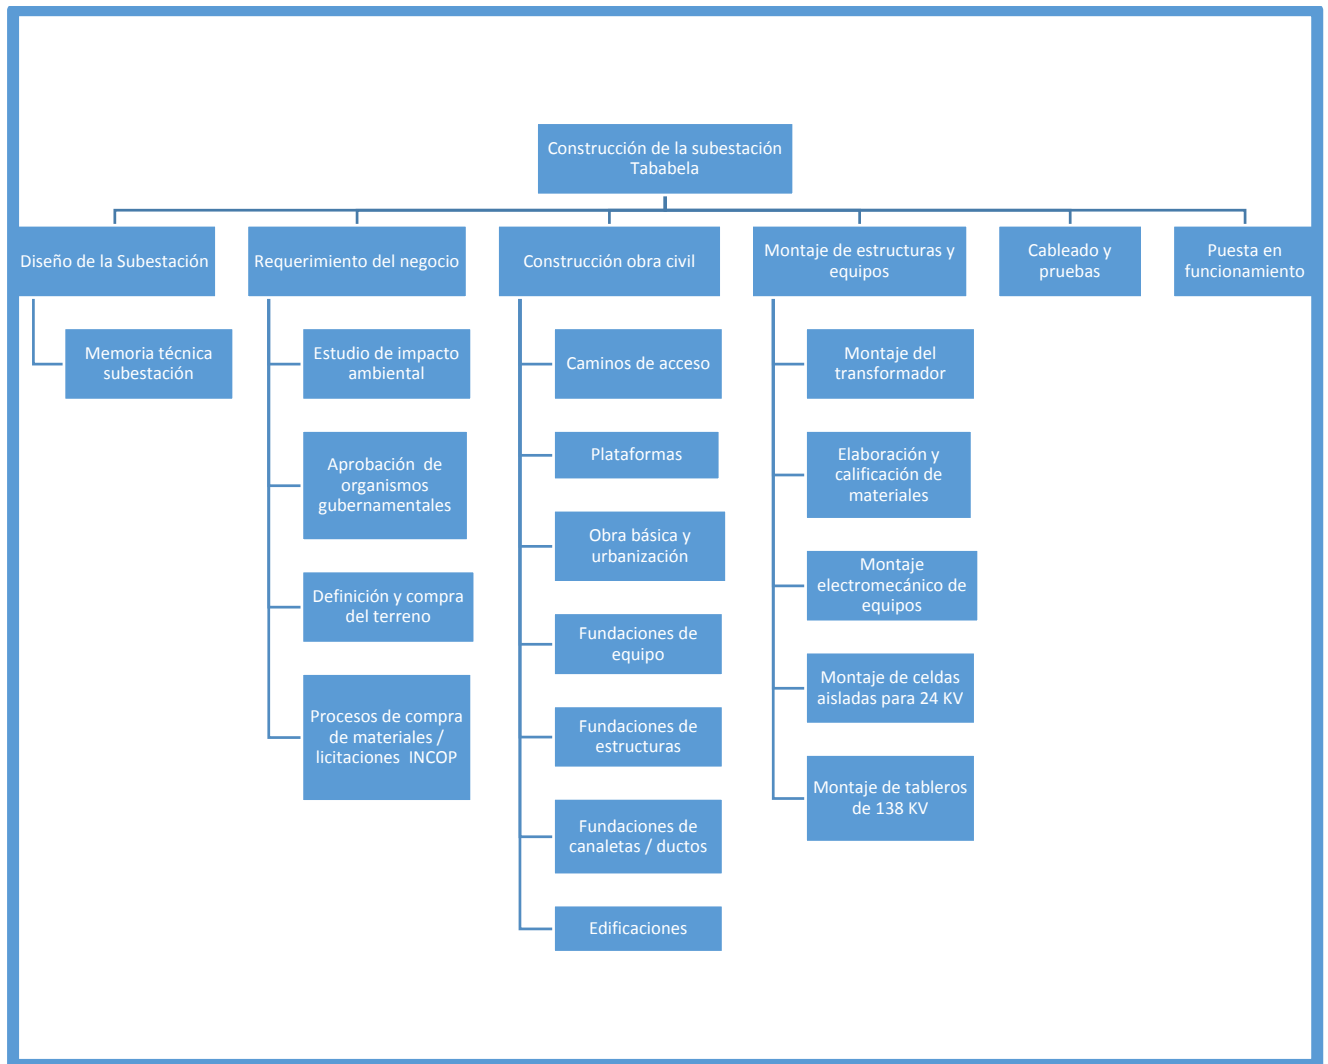 Construcción de la subestación
Tababela
Diseño de la Subestación
Memoria técnica
subestación
Requerimiento del negocio
Estudio de impacto
ambiental
Aprobación de
organismos
gubernamentales
Definición y compra
del terreno
Procesos de compra
de materiales /
licitaciones INCOP
Construcción obra civil
Caminos de acceso
Plataformas
Obra básica y
urbanización
Fundaciones de
equipo
Fundaciones de
estructuras
Fundaciones de
canaletas / ductos
Edificaciones
Montaje de estructuras y
equipos
Montaje del
transformador
Elaboración y
calificación de
materiales
Montaje
electromecánico de
equipos
Montaje de celdas
aisladas para 24 KV
Montaje de tableros
de 138 KV
Cableado y
pruebas
Puesta en
funcionamiento